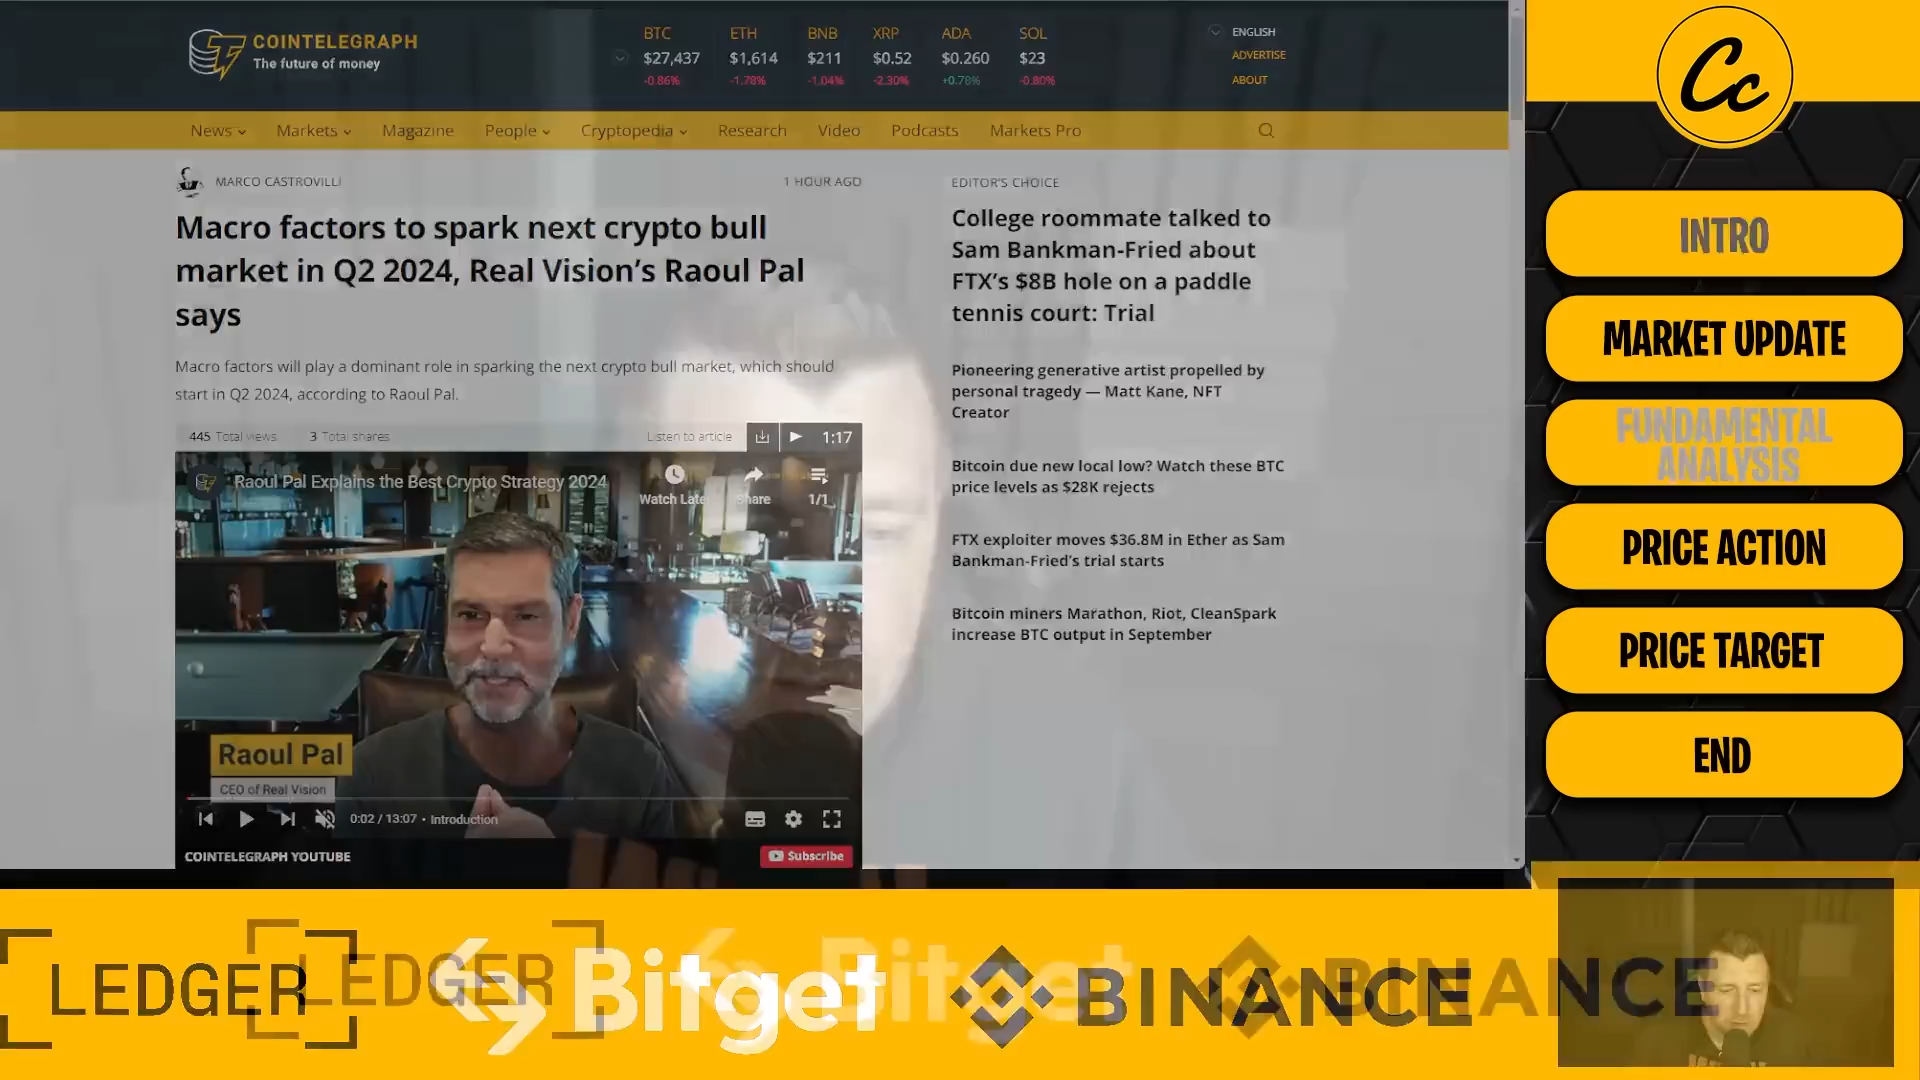 COINTELEGRAPH
The future of money
BTC ETH BNB XRP ADA SOL
$27,437 $1,614 $211 $0.52 $0.260 $23
-0.86% -1.78% -1.04% -2.30% +0.78% -0.80%
ENGLISH
ADVERTISE
ABOUT
News Markets Magazine People Cryptopedia Research Video Podcasts Markets Pro
MARCO CASTROVILLI 1 HOUR AGO
Macro factors to spark next crypto bull
market in Q2 2024, Real Vision's Raoul Pal
says
Macro factors will play a dominant role in sparking the next crypto bull market, which should
start in Q2 2024, according to Raoul Pal.
445 Total views 3 Total shares Listen to article 1:17
Raoul Pal Explains the Best Crypto Strategy 2024
Watch Late Share 1/1
Raoul Pal
CEO of Real Vision
0:02 / 13:07 • Introduction
COINTELEGRAPH YOUTUBE Subscribe
EDITOR'S CHOICE
College roommate talked to
Sam Bankman-Fried about
FTX's $8B hole on a paddle
tennis court: Trial
Pioneering generative artist propelled by
personal tragedy — Matt Kane, NFT
Creator
Bitcoin due new local low? Watch these BTC
price levels as $28K rejects
FTX exploiter moves $36.8M in Ether as Sam
Bankman-Fried's trial starts
Bitcoin miners Marathon, Riot, CleanSpark
increase BTC output in September
Cc
INTRO
MARKET UPDATE
FUNDAMENTAL
ANALYSIS
PRICE ACTION
PRICE TARGET
END
LEDGER LEDGER Bitget Bitget BINANCE BINANCE